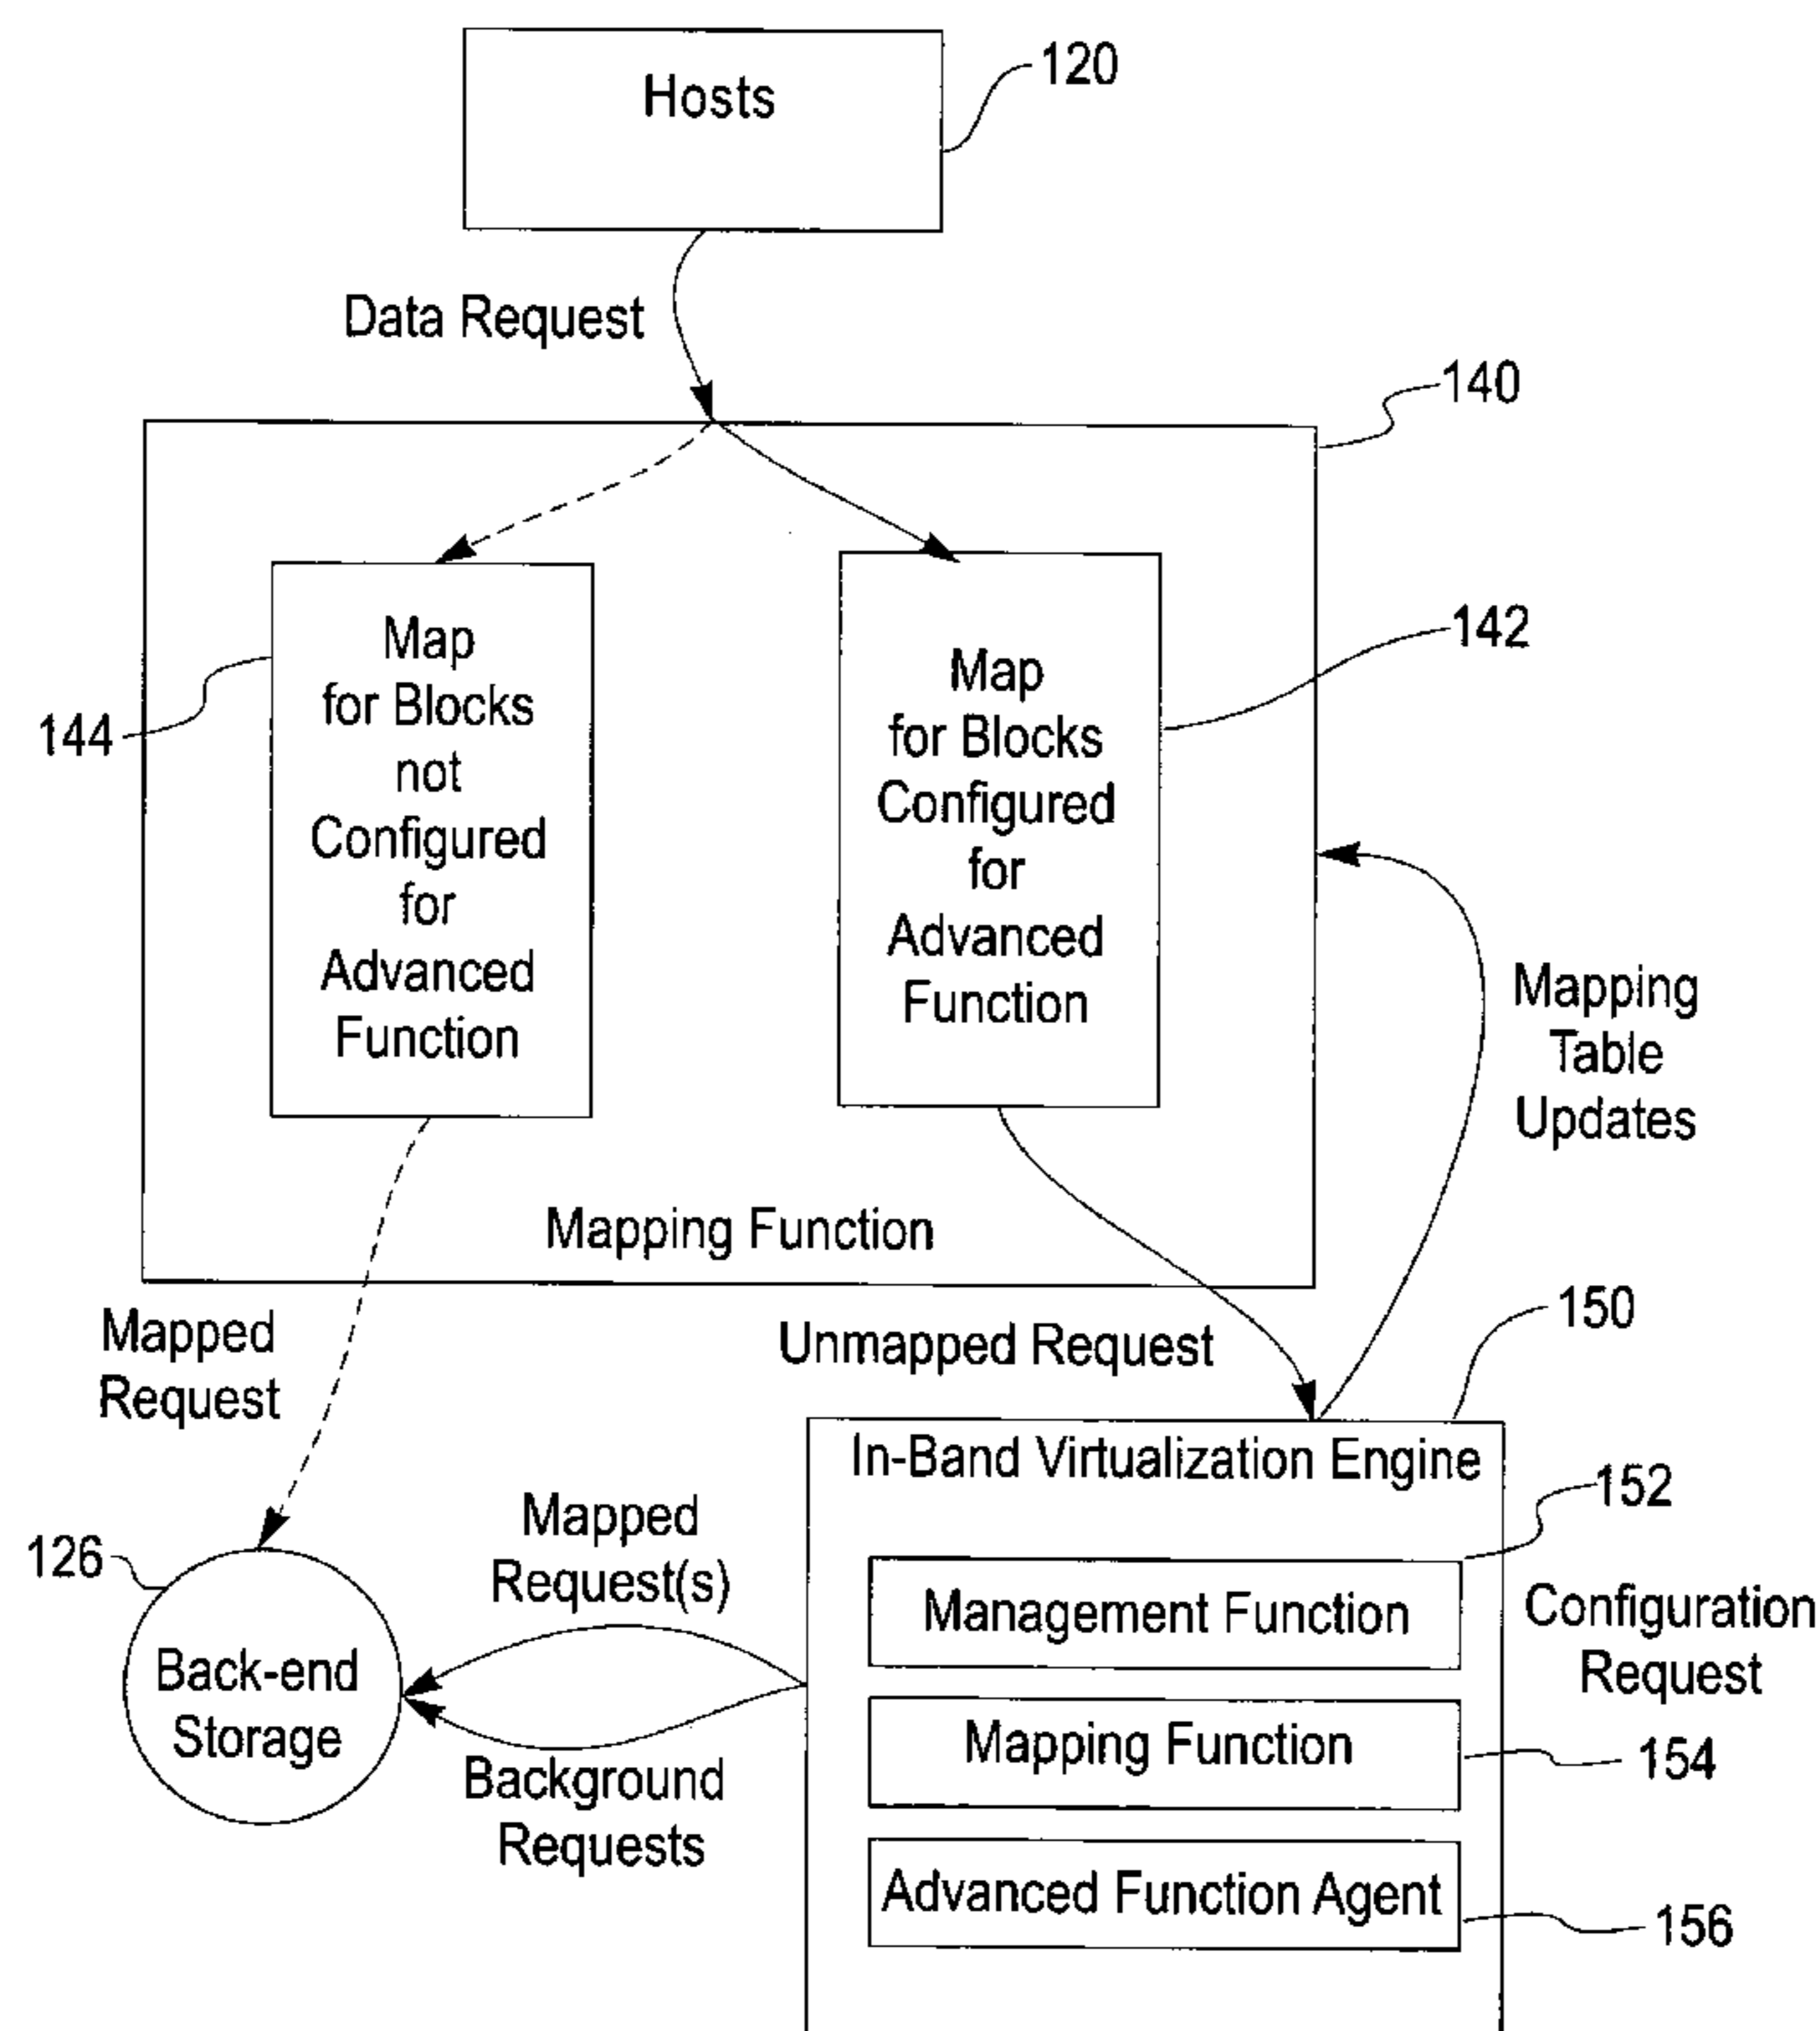 Hosts
120
Data Request
140
Map
for Blocks
not
Configured
for
Advanced
Function
144
Map
for Blocks
Configured
for
Advanced
Function
142
Mapping
Table
Updates
Mapping Function
Mapped
Request
Unmapped Request
150
In-Band Virtualization Engine
152
126
Back-end
Storage
Mapped
Request(s)
Background
Requests
Management Function
Configuration
Request
Mapping Function
154
Advanced Function Agent
156